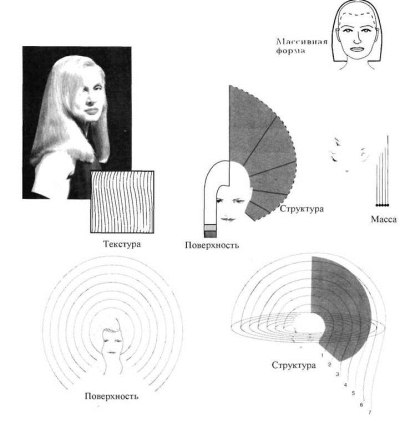 Массивная
форма
Структура
Масса
Текстура
Поверхность
Структура
1
2
3
4
5
6
7
Поверхность